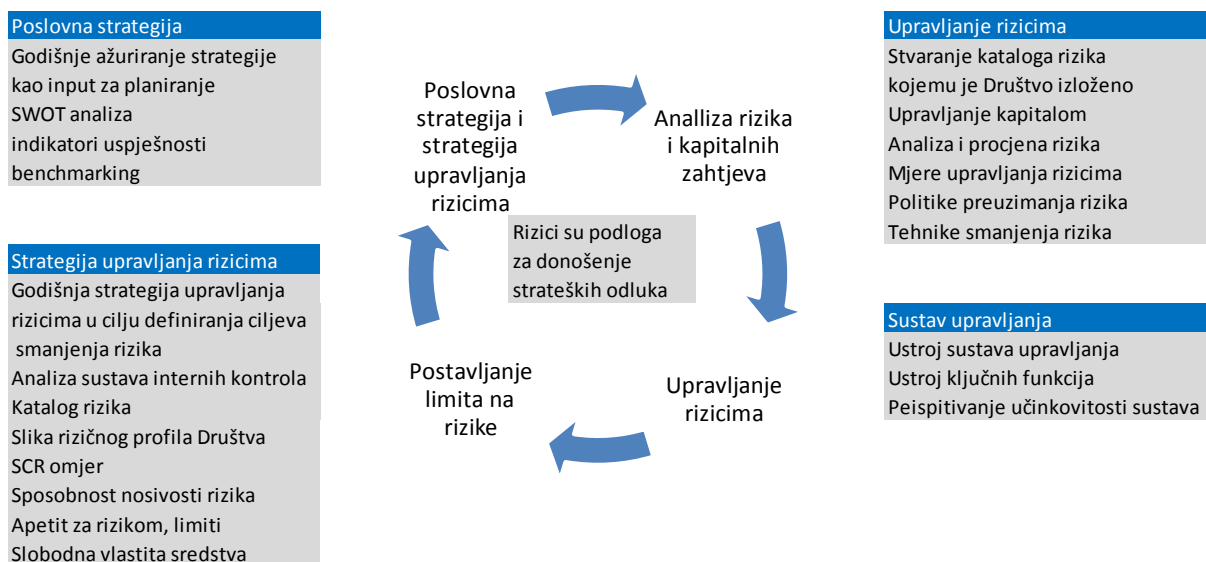 Poslovna strategija
Godišnje ažuriranje strategije
kao input za planiranje
SWOT analiza
indikatori uspješnosti
benchmarking
Strategija upravljanja rizicima
Godišnja strategija upravljanja
rizicima u cilju definiranja ciljeva
smanjenja rizika
Analiza sustava internih kontrola
Katalog rizika
Slika rizičnog profila Društva
SCR omjer
Sposobnost nosivosti rizika
Apetit za rizikom, limiti
Slobodna vlastita sredstva
Poslovna
strategija i
strategija
upravljanja
rizicima
Analliza rizika
i kapitalnih
zahtjeva
Rizici su podloga
za donošenje
strateških odluka
Upravljanje
rizicima
Postavljanje
limita na
rizike
Upravljanje rizicima
Stvaranje kataloga rizika
kojemu je Društvo izloženo
Upravljanje kapitalom
Analiza i procjena rizika
Mjere upravljanja rizicima
Politike preuzimanja rizika
Tehnike smanjenja rizika
Sustav upravljanja
Ustroj sustava upravljanja
Ustroj ključnih funkcija
Peispitivanje učinkovitosti sustava